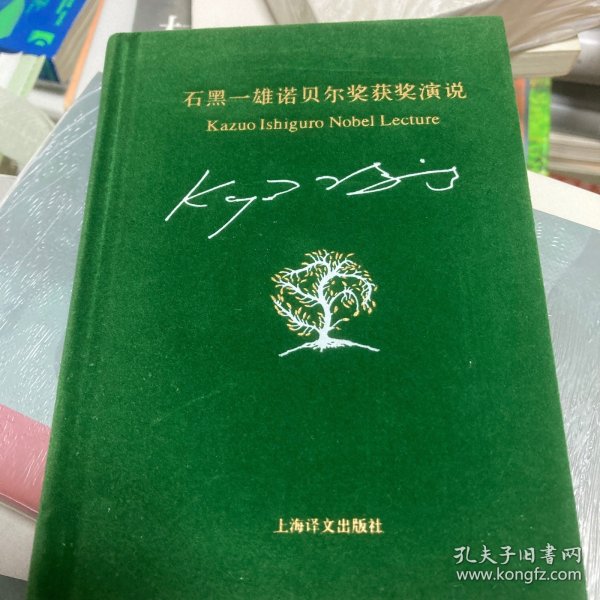 石黑一雄诺贝尔奖获奖演说
Kazuo Ishiguro Nobel Lecture
上海译文出版社
孔夫子旧书网
www.kongfz.com